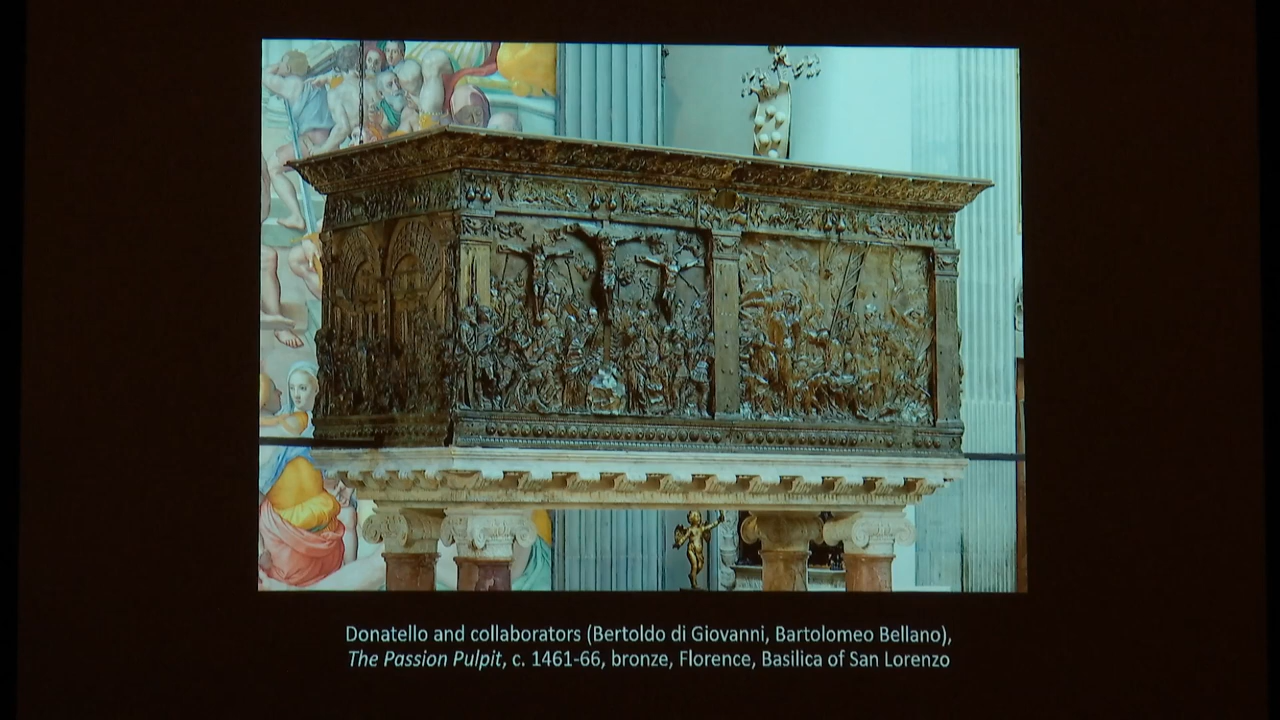 Donatello and collaborators (Bertoldo di Giovanni, Bartolomeo Bellano),
The Passion Pulpit, c. 1461-66, bronze, Florence, Basilica of San Lorenzo